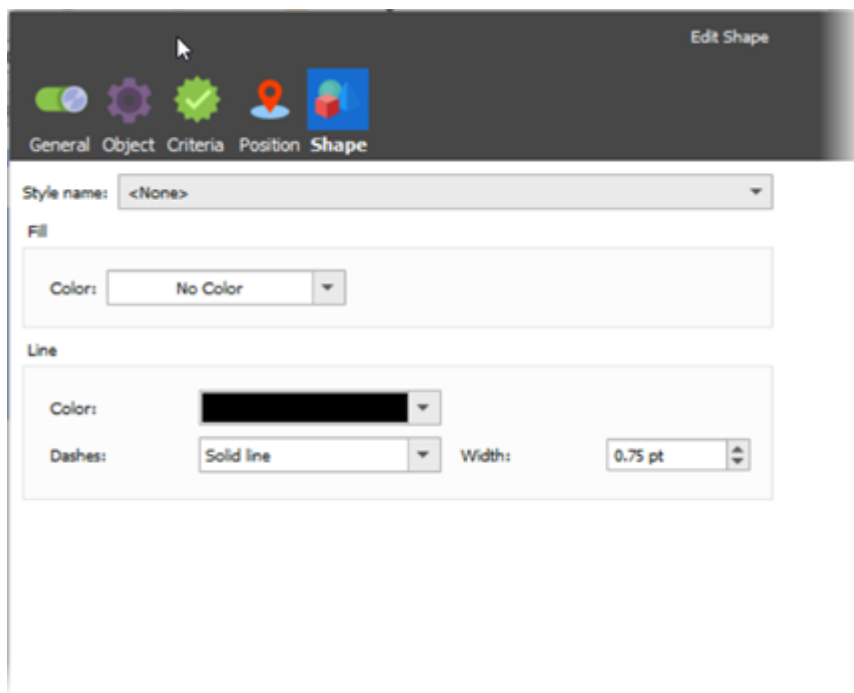 Edit Shape
General Object Criteria Position Shape
Style name: <None>
Fill
Color: No Color
Line
Color:
Dashes: Solid line Width: 0.75 pt